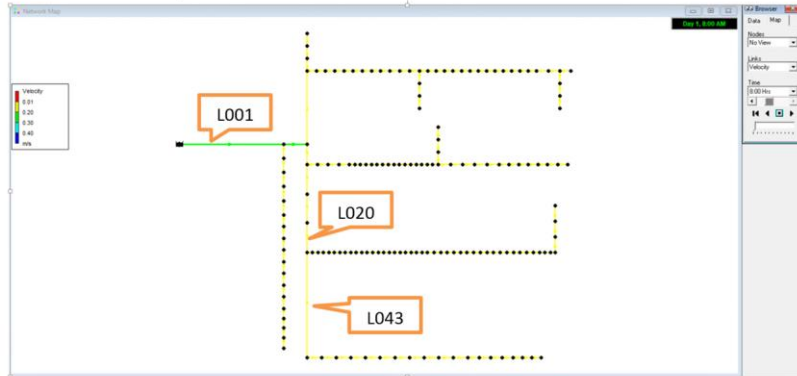 Network Map
Day 1, 8:00 AM
Browser
Data Map
Nodes
No View
Links
Velocity
Time
8:00 Hrs
Velocity
0.01
0.20
0.30
0.40
m/s
L001
L020
L043